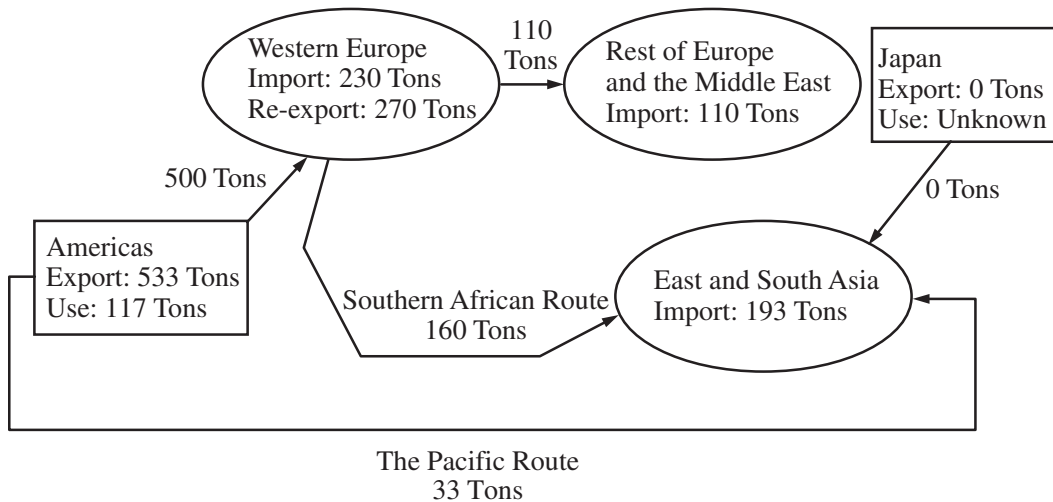 Western Europe
Import: 230 Tons
Re-export: 270 Tons
110
Tons
Rest of Europe
and the Middle East
Import: 110 Tons
Japan
Export: 0 Tons
Use: Unknown
500 Tons
0 Tons
Americas
Export: 533 Tons
Use: 117 Tons
Southern African Route
160 Tons
East and South Asia
Import: 193 Tons
The Pacific Route
33 Tons